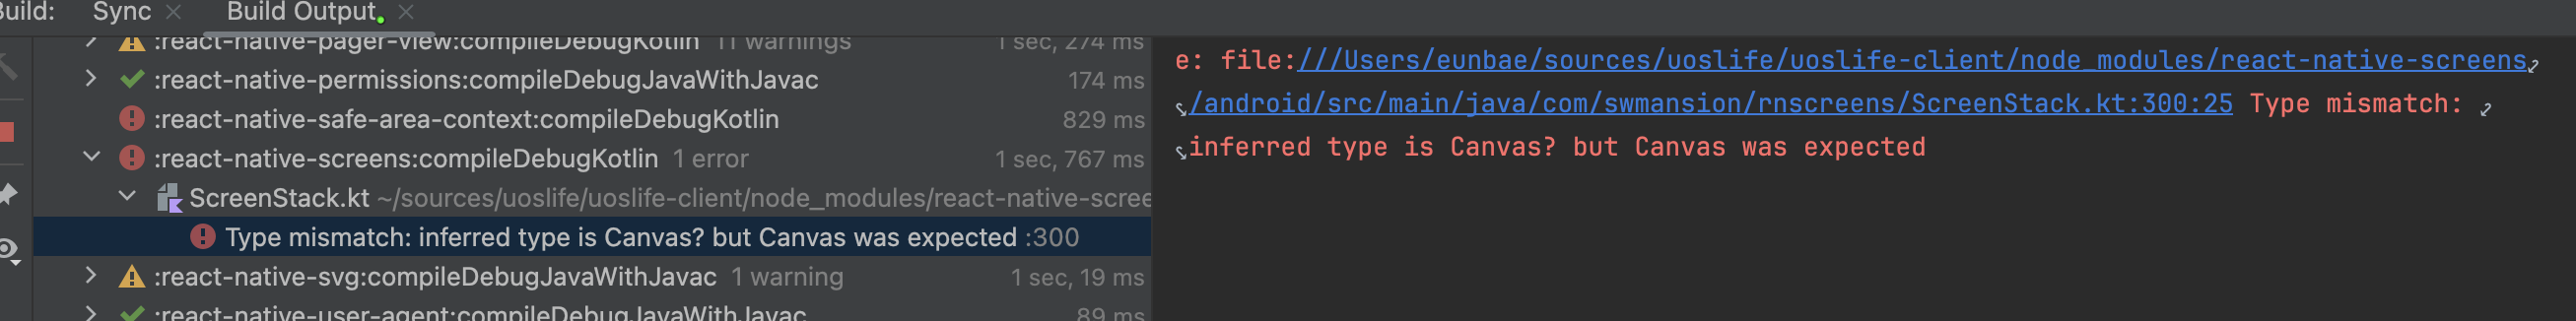 Build: Sync Build Output
:react-native-pager-view:compileDebugKotlin 11 warnings 1 sec, 274 ms
:react-native-permissions:compileDebugJavaWithJavac 174 ms
:react-native-safe-area-context:compileDebugKotlin 829 ms
:react-native-screens:compileDebugKotlin 1 error 1 sec, 767 ms
ScreenStack.kt ~/sources/uoslife/uoslife-client/node_modules/react-native-scree
Type mismatch: inferred type is Canvas? but Canvas was expected :300
:react-native-svg:compileDebugJavaWithJavac 1 warning 1 sec, 19 ms
:react-native-user-agent:compileDebugJavaWithJavac 89 ms
e: file:///Users/eunbae/sources/uoslife/uoslife-client/node_modules/react-native-screens
/android/src/main/java/com/swmansion/rnscreens/ScreenStack.kt:300:25 Type mismatch:
inferred type is Canvas? but Canvas was expected